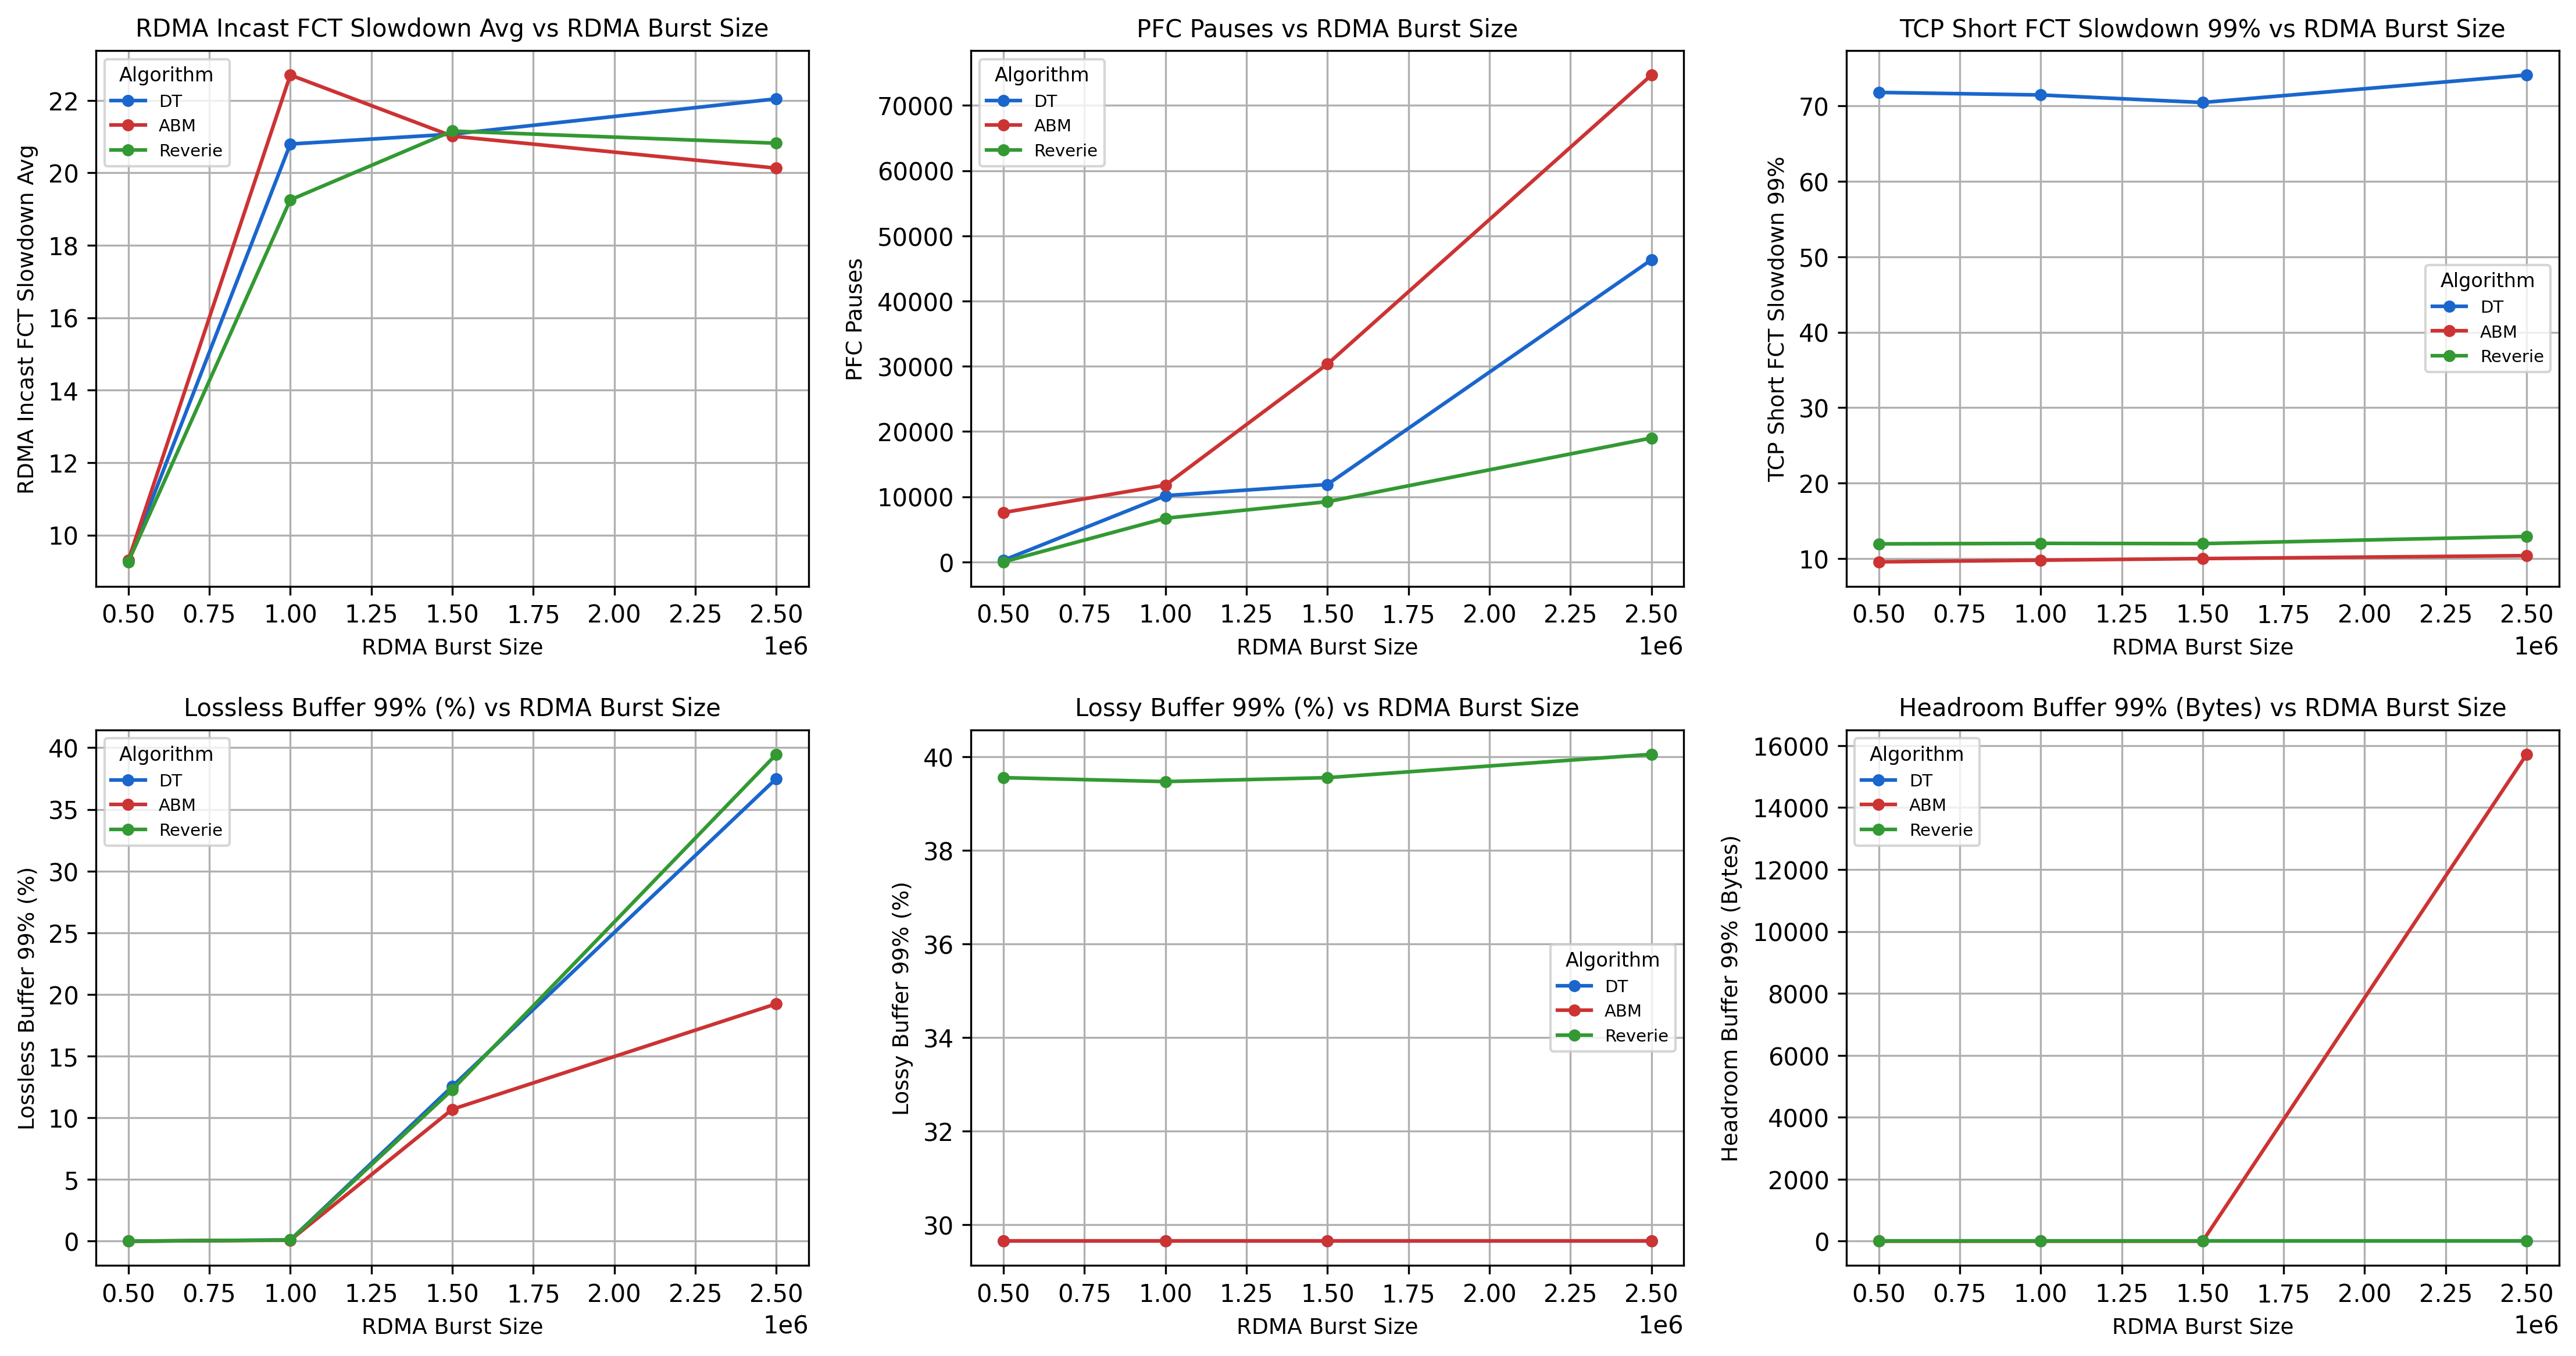 RDMA Incast FCT Slowdown Avg vs RDMA Burst Size
RDMA Incast FCT Slowdown Avg
22
20
18
16
14
12
10
Algorithm
DT
ABM
Reverie
0.50 0.75 1.00 1.25 1.50 1.75 2.00 2.25 2.50
RDMA Burst Size
1e6
PFC Pauses vs RDMA Burst Size
PFC Pauses
70000
60000
50000
40000
30000
20000
10000
0
Algorithm
DT
ABM
Reverie
0.50 0.75 1.00 1.25 1.50 1.75 2.00 2.25 2.50
RDMA Burst Size
1e6
TCP Short FCT Slowdown 99% vs RDMA Burst Size
TCP Short FCT Slowdown 99%
70
60
50
40
30
20
10
Algorithm
DT
ABM
Reverie
0.50 0.75 1.00 1.25 1.50 1.75 2.00 2.25 2.50
RDMA Burst Size
1e6
Lossless Buffer 99% (%) vs RDMA Burst Size
Lossless Buffer 99% (%)
40
35
30
25
20
15
10
5
0
Algorithm
DT
ABM
Reverie
0.50 0.75 1.00 1.25 1.50 1.75 2.00 2.25 2.50
RDMA Burst Size
1e6
Lossy Buffer 99% (%) vs RDMA Burst Size
Lossy Buffer 99% (%)
40
38
36
34
32
30
Algorithm
DT
ABM
Reverie
0.50 0.75 1.00 1.25 1.50 1.75 2.00 2.25 2.50
RDMA Burst Size
1e6
Headroom Buffer 99% (Bytes) vs RDMA Burst Size
Headroom Buffer 99% (Bytes)
16000
14000
12000
10000
8000
6000
4000
2000
0
Algorithm
DT
ABM
Reverie
0.50 0.75 1.00 1.25 1.50 1.75 2.00 2.25 2.50
RDMA Burst Size
1e6